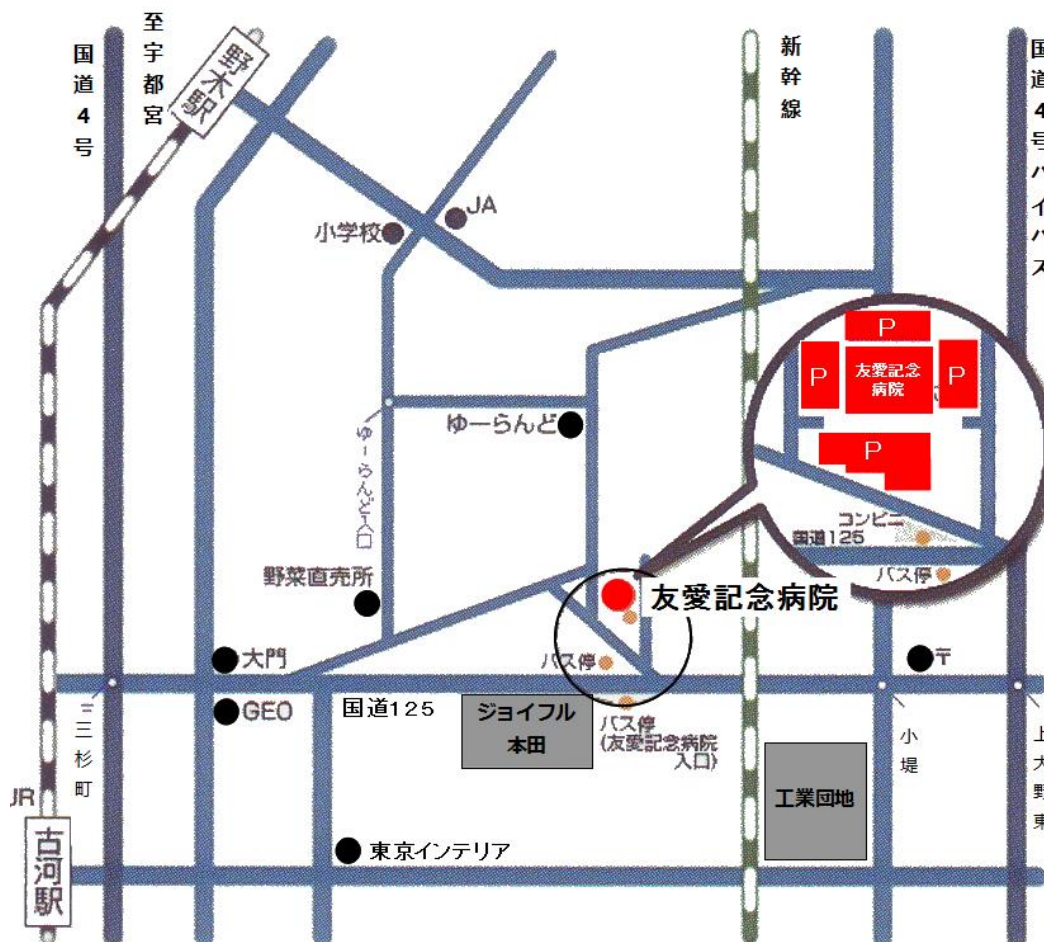 国道4号
至宇都宮
野木駅
新幹線
国道4号バイパス
小学校
JA
P
P
友愛記念
病院
P
P
ゆーらんど
ゆーらんど入口
コンビニ
国道125
バス停
野菜直売所
友愛記念病院
大門
バス停
〒
GEO
国道125
ジョイフル
本田
バス停
(友愛記念病院
入口)
三杉町
小堤
上大野東
工業団地
JR
古河駅
東京インテリア